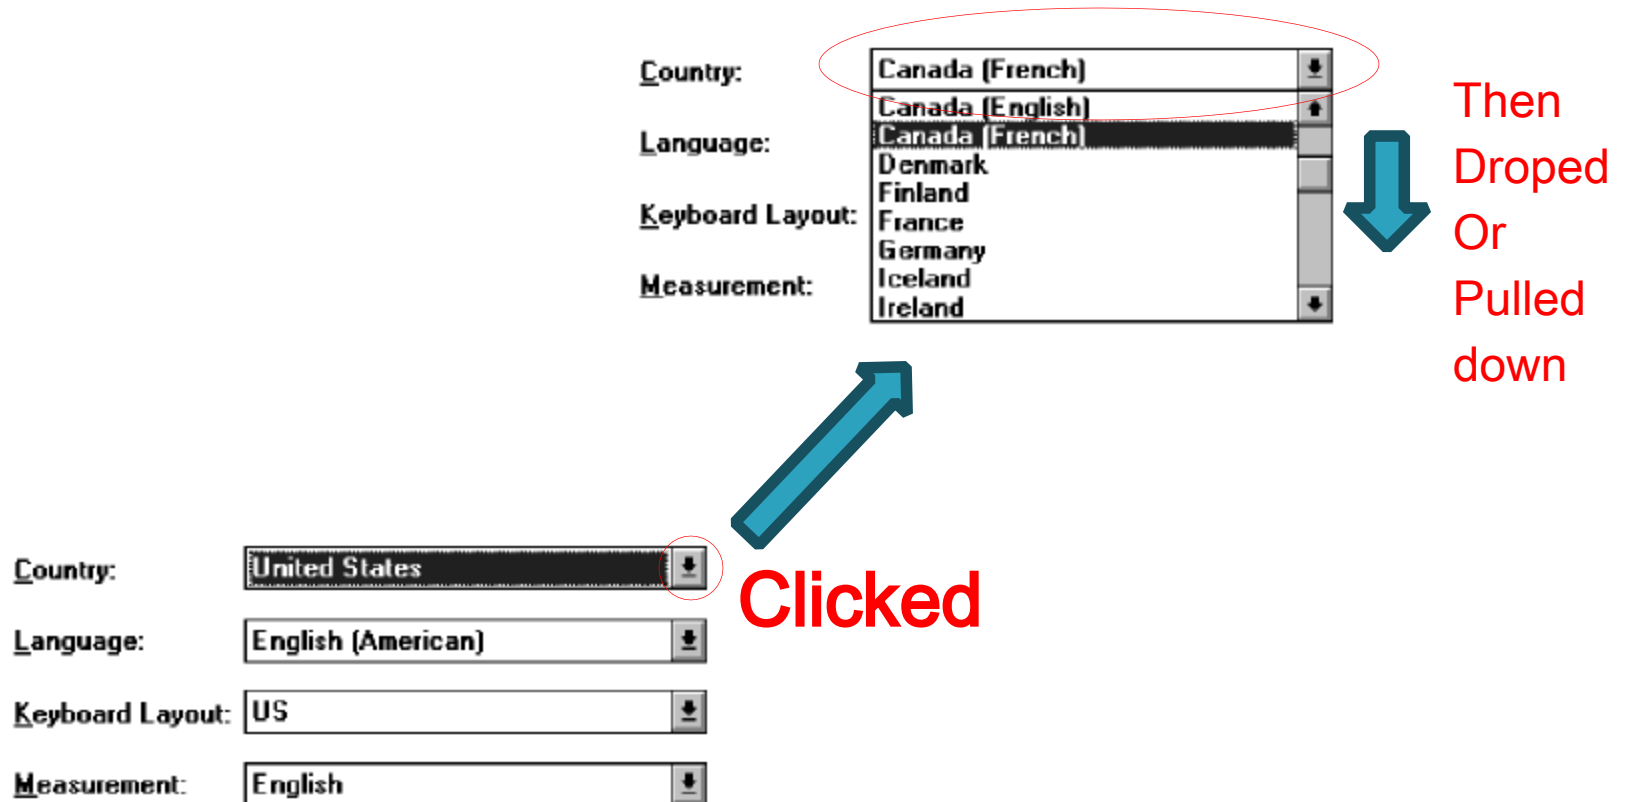 Country: Canada (French)
Canada (English)
Canada (French)
Language:
Denmark
Finland
Keyboard Layout:
France
Germany
Measurement:
Iceland
Ireland
Then
Droped
Or
Pulled
down
Country: United States
Clicked
Language: English (American)
Keyboard Layout: US
Measurement: English